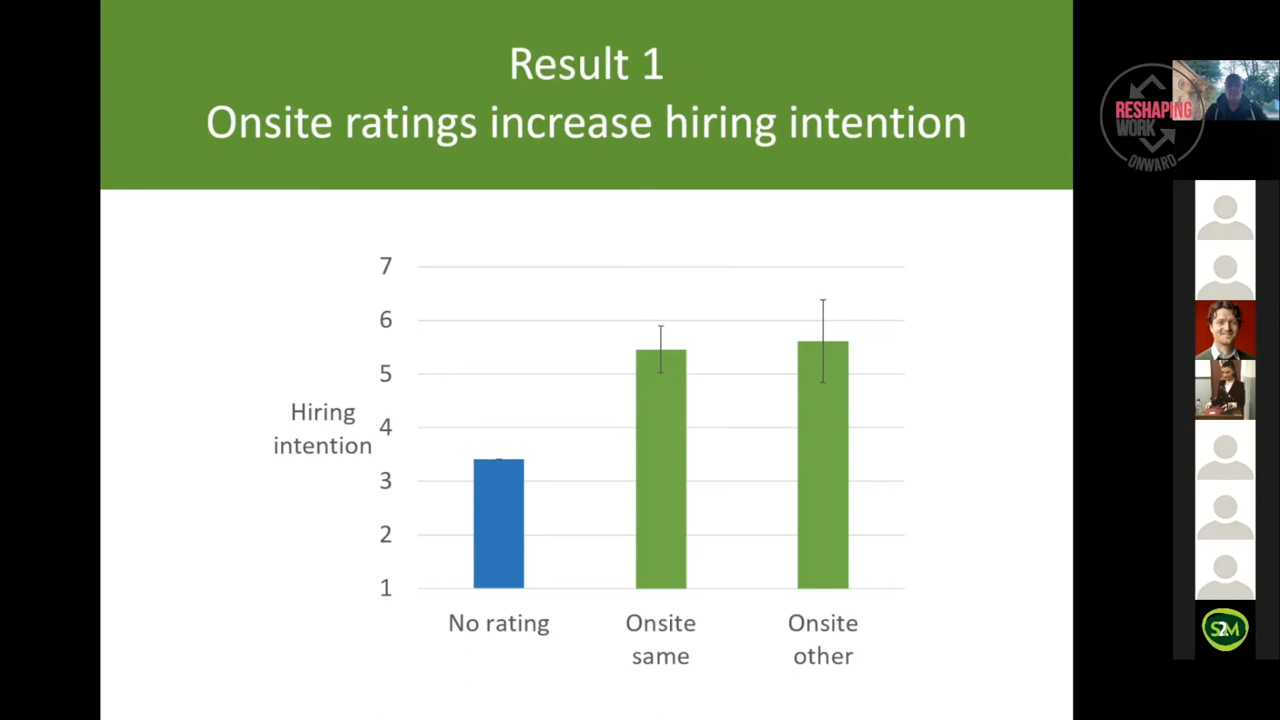 Result 1
Onsite ratings increase hiring intention
RESHAPING
WORK
ONWARD
7
6
5
4
3
2
1
Hiring
intention
No rating
Onsite
same
Onsite
other
S2M